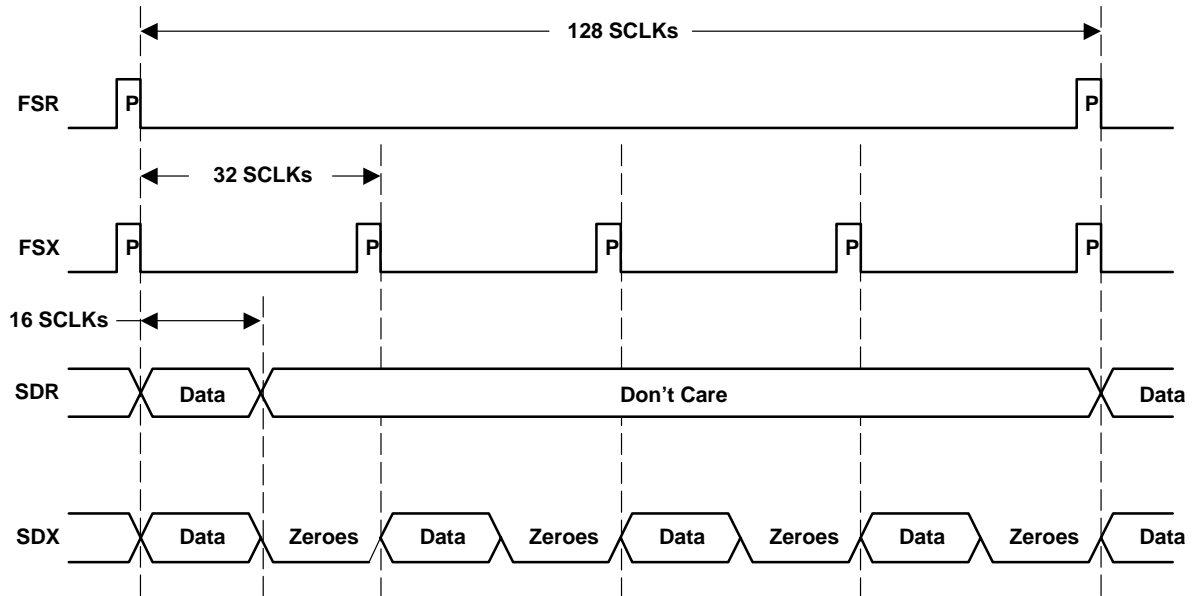 128 SCLKs
FSR P P
32 SCLKs
FSX P P P P P
16 SCLKs
SDR Data Don't Care Data
SDX Data Zeroes Data Zeroes Data Zeroes Data Zeroes Data